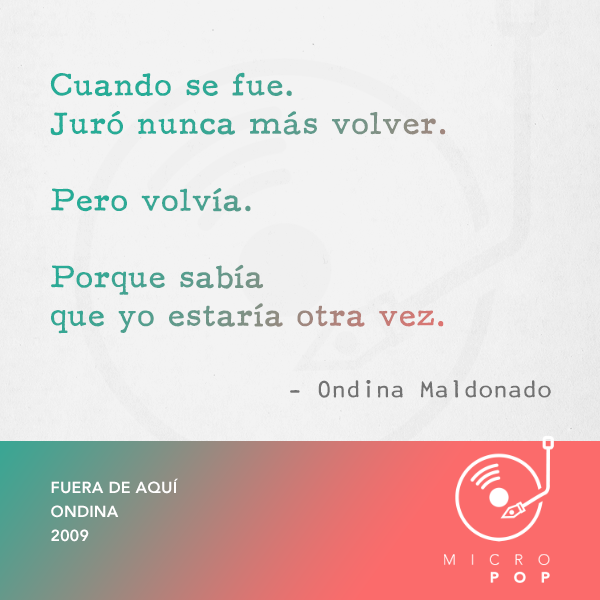 Cuando se fue.
Juró nunca más volver.
Pero volvía.
Porque sabía
que yo estaría otra vez.
- Ondina Maldonado
FUERA DE AQUÍ
ONDINA
2009
MICRO
POP